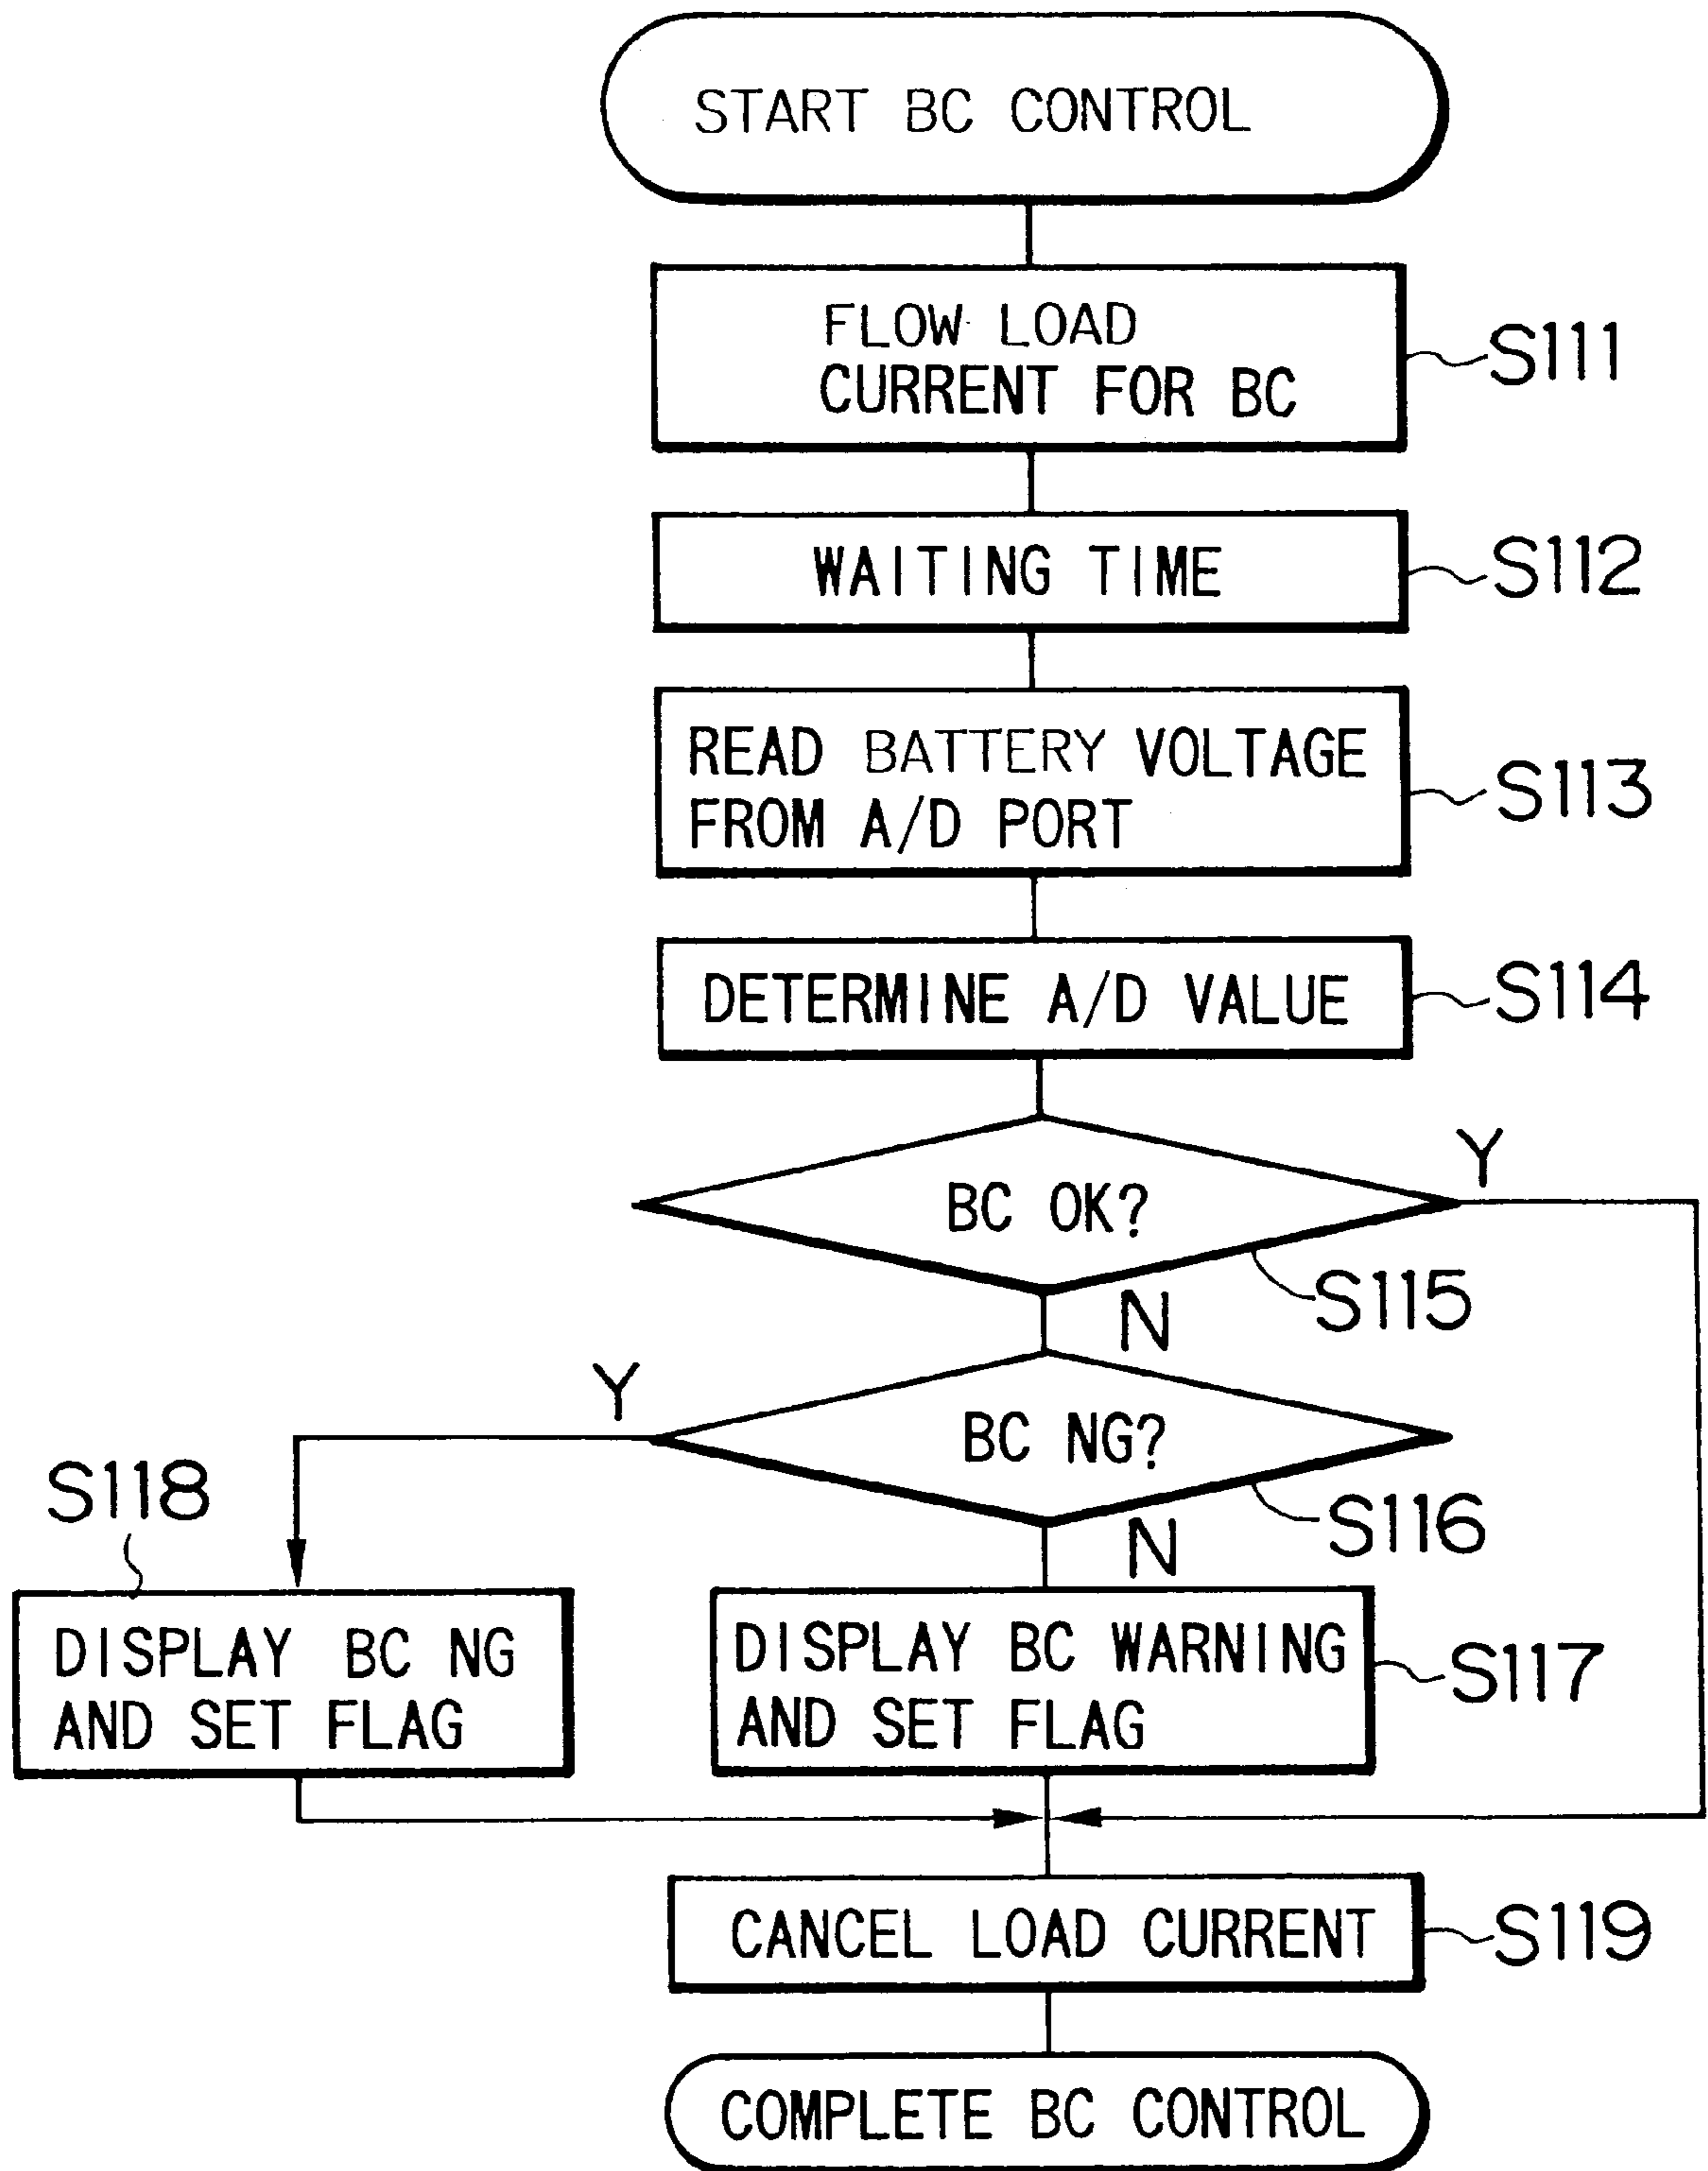 START BC CONTROL
FLOW LOAD
CURRENT FOR BC
S111
WAITING TIME
S112
READ BATTERY VOLTAGE
FROM A/D PORT
S113
DETERMINE A/D VALUE
S114
BC OK?
Y
S115
N
BC NG?
Y
S116
N
S118
DISPLAY BC NG
AND SET FLAG
DISPLAY BC WARNING
AND SET FLAG
S117
CANCEL LOAD CURRENT
S119
COMPLETE BC CONTROL